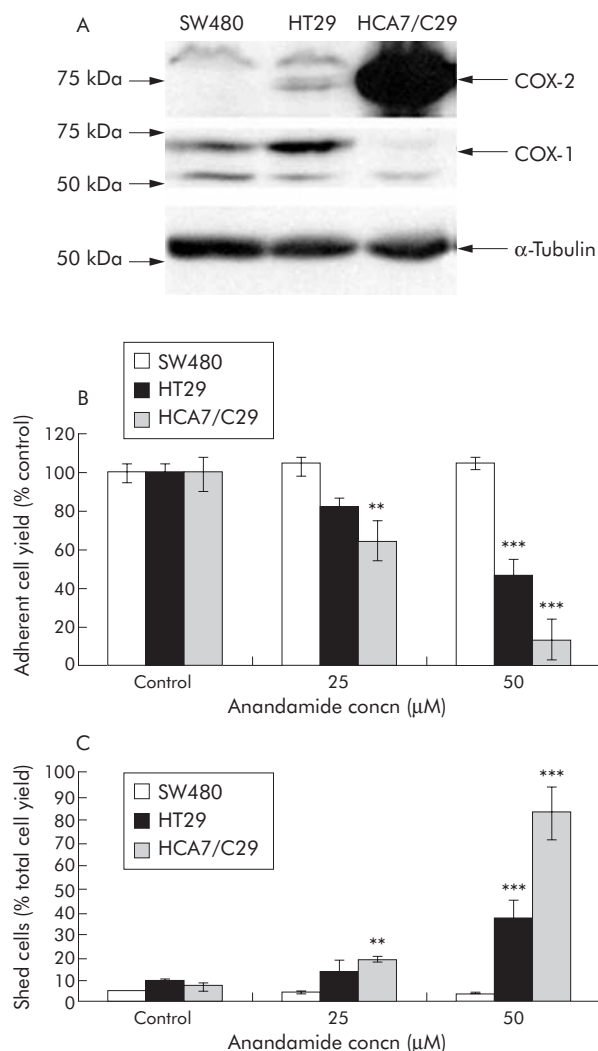 A
SW480 HT29 HCA7/C29
75 kDa
COX-2
75 kDa
COX-1
50 kDa
α-Tubulin
50 kDa
SW480
HT29
HCA7/C29
B
Adherent cell yield (% control)
120
100
80
60
40
20
0
**
***
***
Control 25 50
Anandamide concn (μM)
C
Shed cells (% total cell yield)
100
90
80
70
60
50
40
30
20
10
0
SW480
HT29
HCA7/C29
**
***
***
Control 25 50
Anandamide concn (μM)